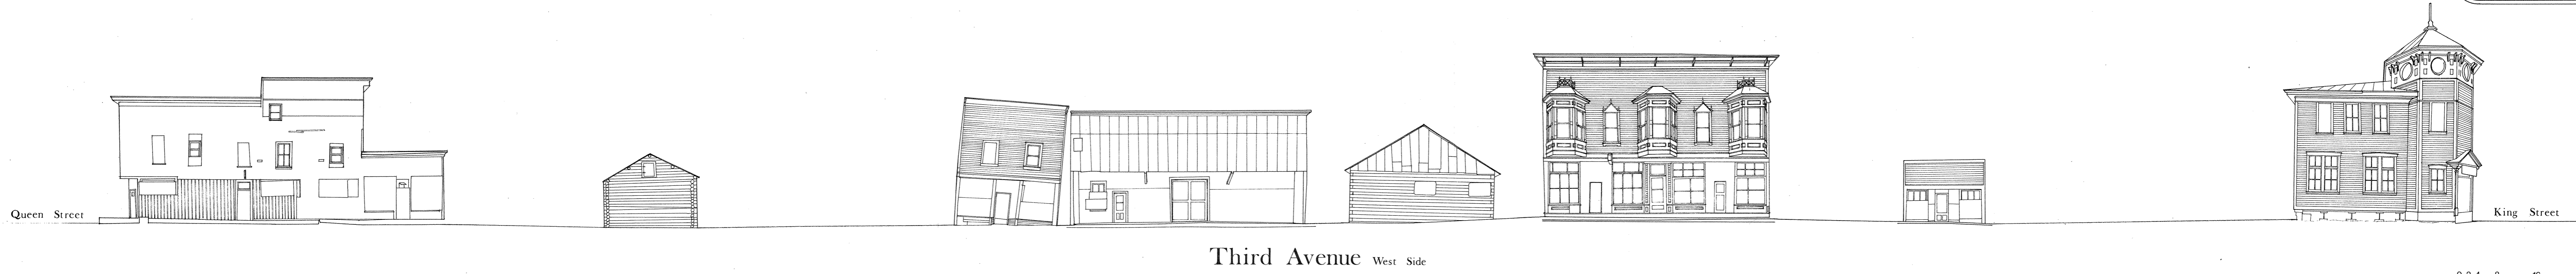 Queen Street
King Street
Third Avenue West Side